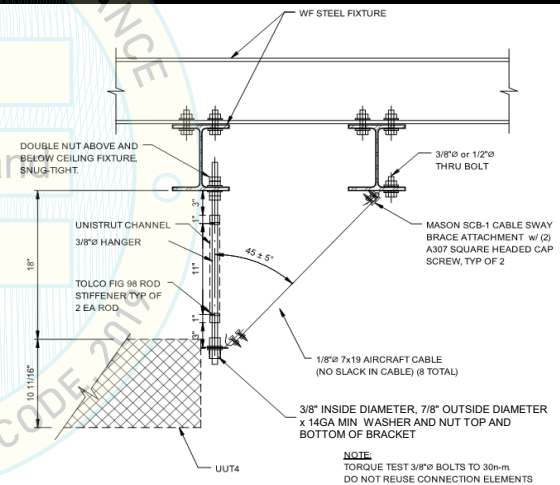 WF STEEL FIXTURE
DOUBLE NUT ABOVE AND
BELOW CEILING FIXTURE,
SNUG-TIGHT.
3/8"Ø or 1/2"Ø
THRU BOLT
UNISTRUT CHANNEL
3/8"Ø HANGER
MASON SCB-1 CABLE SWAY
BRACE ATTACHMENT w/ (2)
A307 SQUARE HEADED CAP
SCREW, TYP OF 2
3"
1"
11"
1"
3"
18"
10 11/16"
45 ± 5°
TOLCO FIG 98 ROD
STIFFENER TYP OF
2 EA ROD
1/8"Ø 7x19 AIRCRAFT CABLE
(NO SLACK IN CABLE) (8 TOTAL)
3/8" INSIDE DIAMETER, 7/8" OUTSIDE DIAMETER
x 14GA MIN WASHER AND NUT TOP AND
BOTTOM OF BRACKET
UUT4
NOTE:
TORQUE TEST 3/8"Ø BOLTS TO 30n-m.
DO NOT REUSE CONNECTION ELEMENTS
CODE, 2019